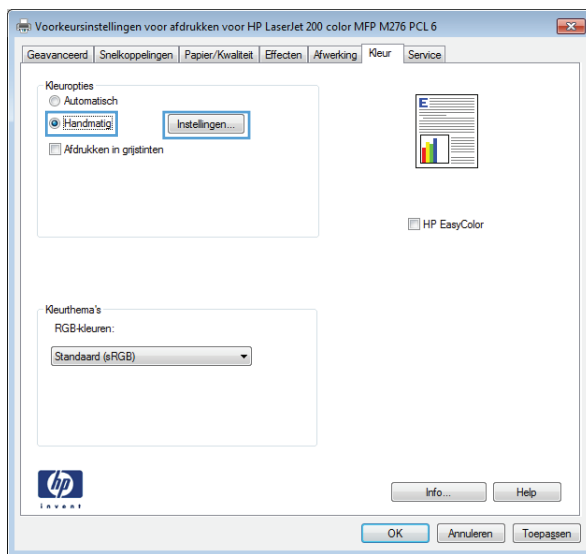 Voorkeursinstellingen voor afdrukken voor HP LaserJet 200 color MFP M276 PCL 6
Geavanceerd Snelkoppelingen Papier/Kwaliteit Effecten Afwerking Kleur Service
Kleuropties
Automatisch
Handmatig Instellingen...
Afdrukken in grijstinten
E
HP EasyColor
Kleurthema's
RGB-kleuren:
Standaard (sRGB)
hp
invent
Info... Help
OK Annuleren Toepassen